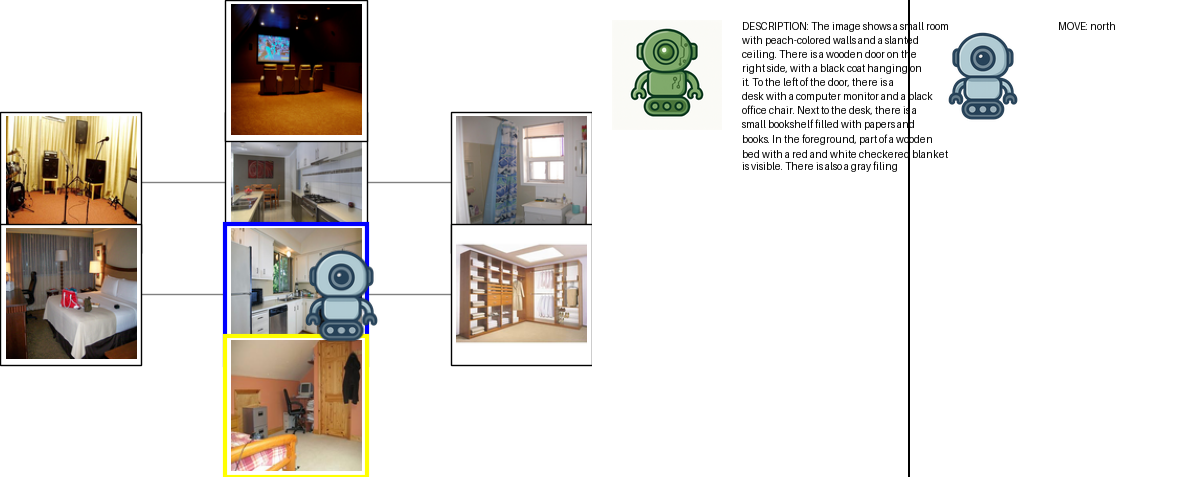 DESCRIPTION: The image shows a small room
with peach-colored walls and a slanted
ceiling. There is a wooden door on the
right side, with a black coat hanging on
it. To the left of the door, there is a
desk with a computer monitor and a black
office chair. Next to the desk, there is a
small bookshelf filled with papers and
books. In the foreground, part of a wooden
bed with a red and white checkered blanket
is visible. There is also a gray filing
MOVE: north